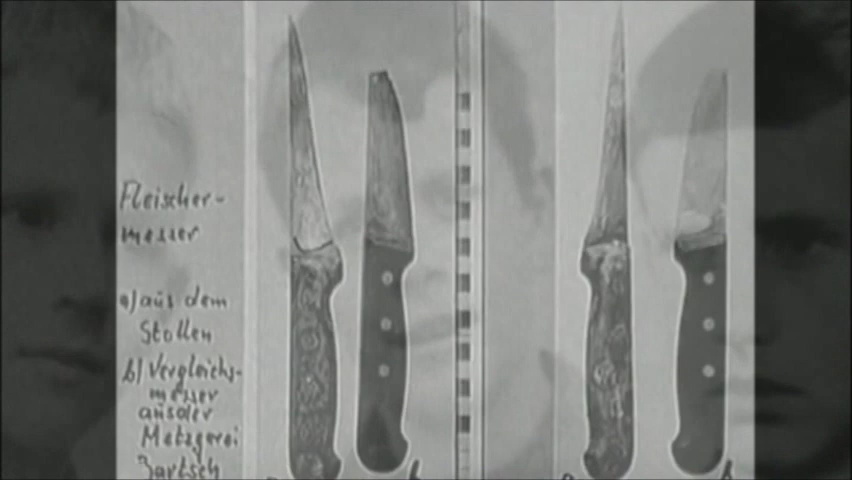 Fleischer-
messer
a) aus dem
Stollen
b) Vergleichs-
messer
aus der
Metzgerei
Bartsch